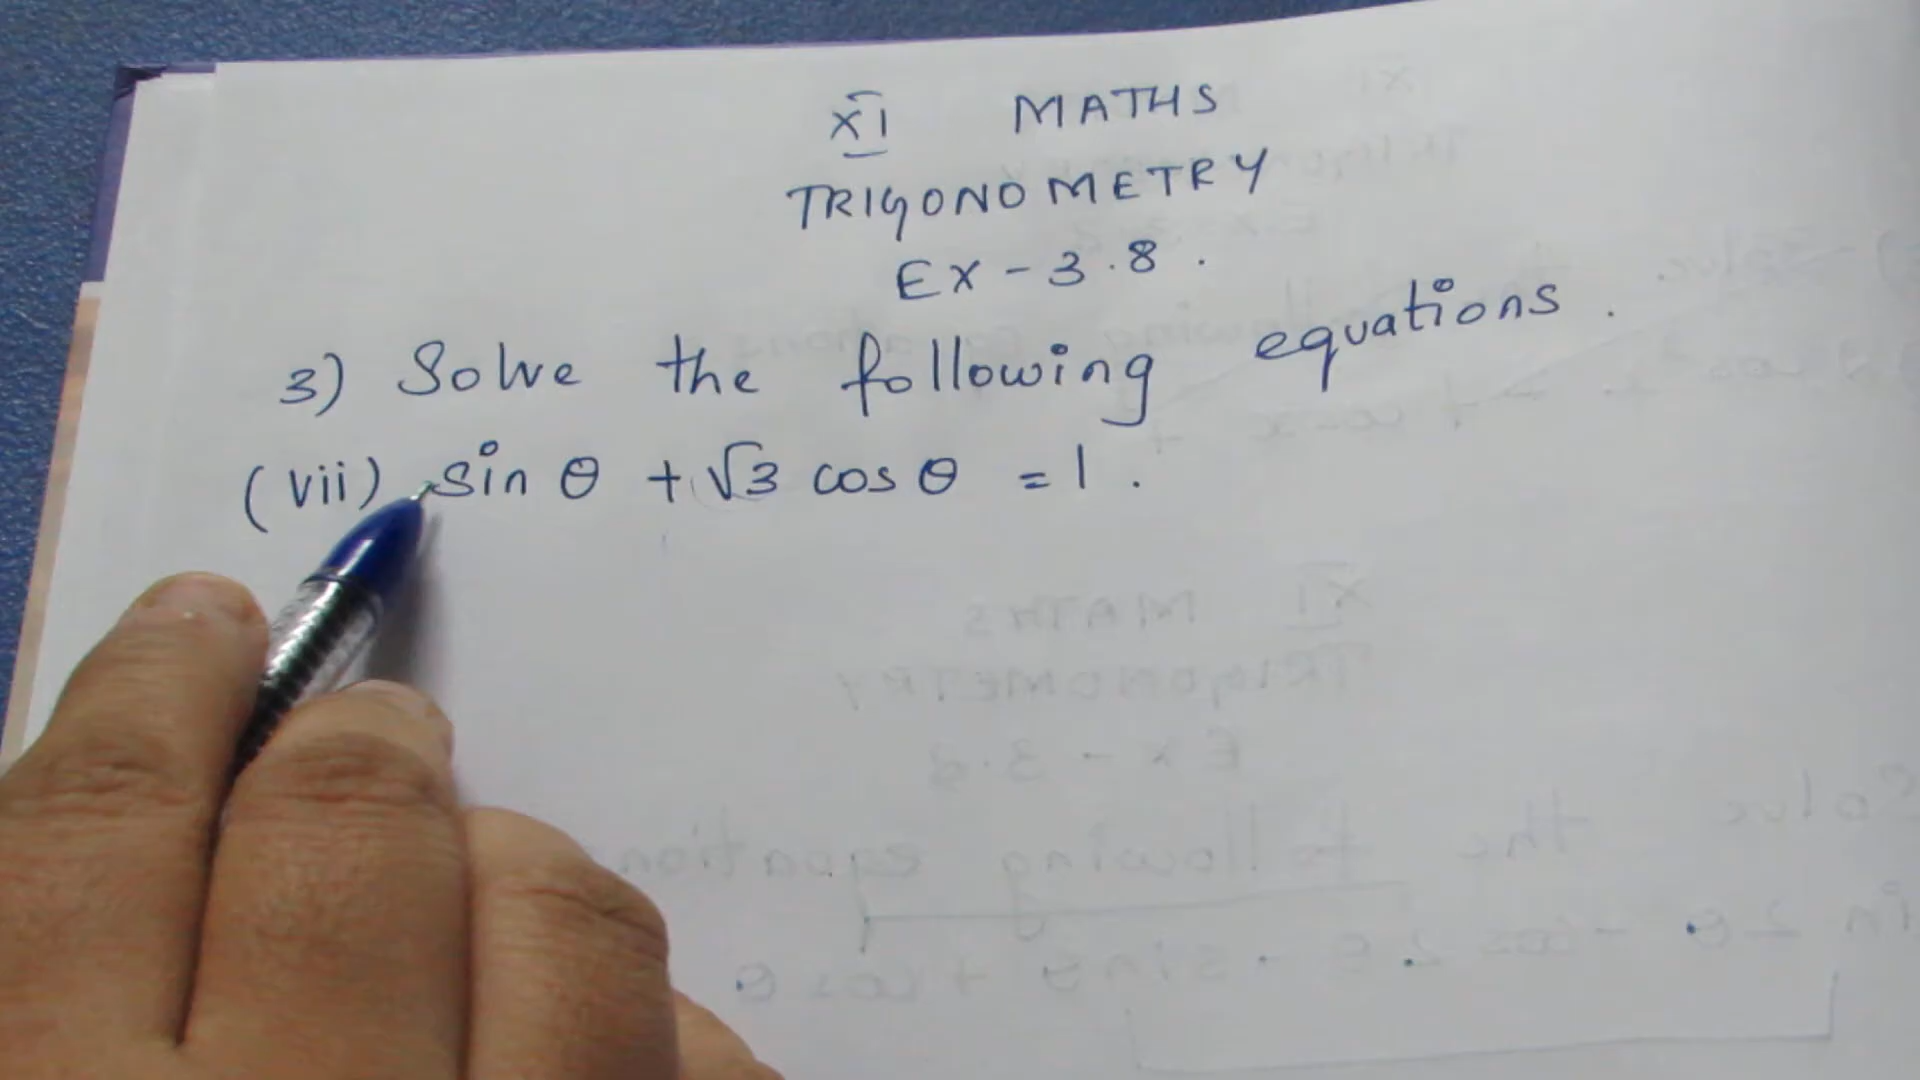 XI MATHS
TRIGONOMETRY
EX - 3.8.
3) Solve the following equations.
(vii) sin θ + √3 cos θ = 1.